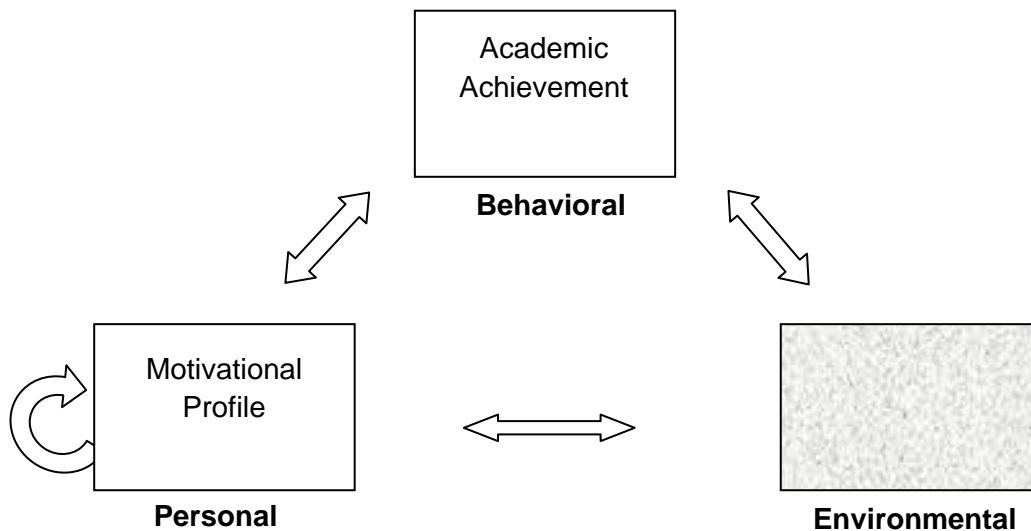 Academic
Achievement
Behavioral
Motivational
Profile
Personal
Environmental